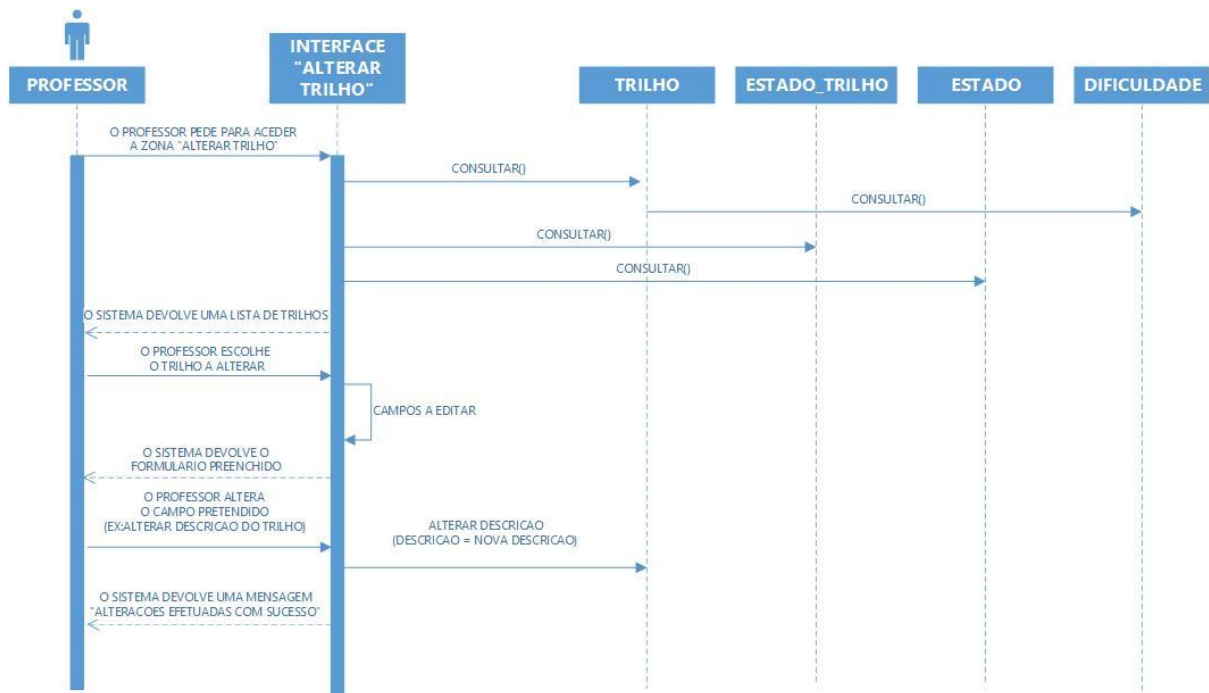 PROFESSOR
INTERFACE
"ALTERAR
TRILHO"
TRILHO
ESTADO_TRILHO
ESTADO
DIFICULDADE
O PROFESSOR PEDE PARA ACEDER
A ZONA "ALTERAR TRILHO"
CONSULTAR()
CONSULTAR()
CONSULTAR()
CONSULTAR()
O SISTEMA DEVOLVE UMA LISTA DE TRILHOS
O PROFESSOR ESCOLHE
O TRILHO A ALTERAR
CAMPOS A EDITAR
O SISTEMA DEVOLVE O
FORMULARIO PREENCHIDO
O PROFESSOR ALTERA
O CAMPO PRETENDIDO
(EX:ALTERAR DESCRICAO DO TRILHO)
ALTERAR DESCRICAO
(DESCRICAO = NOVA DESCRICAO)
O SISTEMA DEVOLVE UMA MENSAGEM
"ALTERACOES EFETUADAS COM SUCESSO"